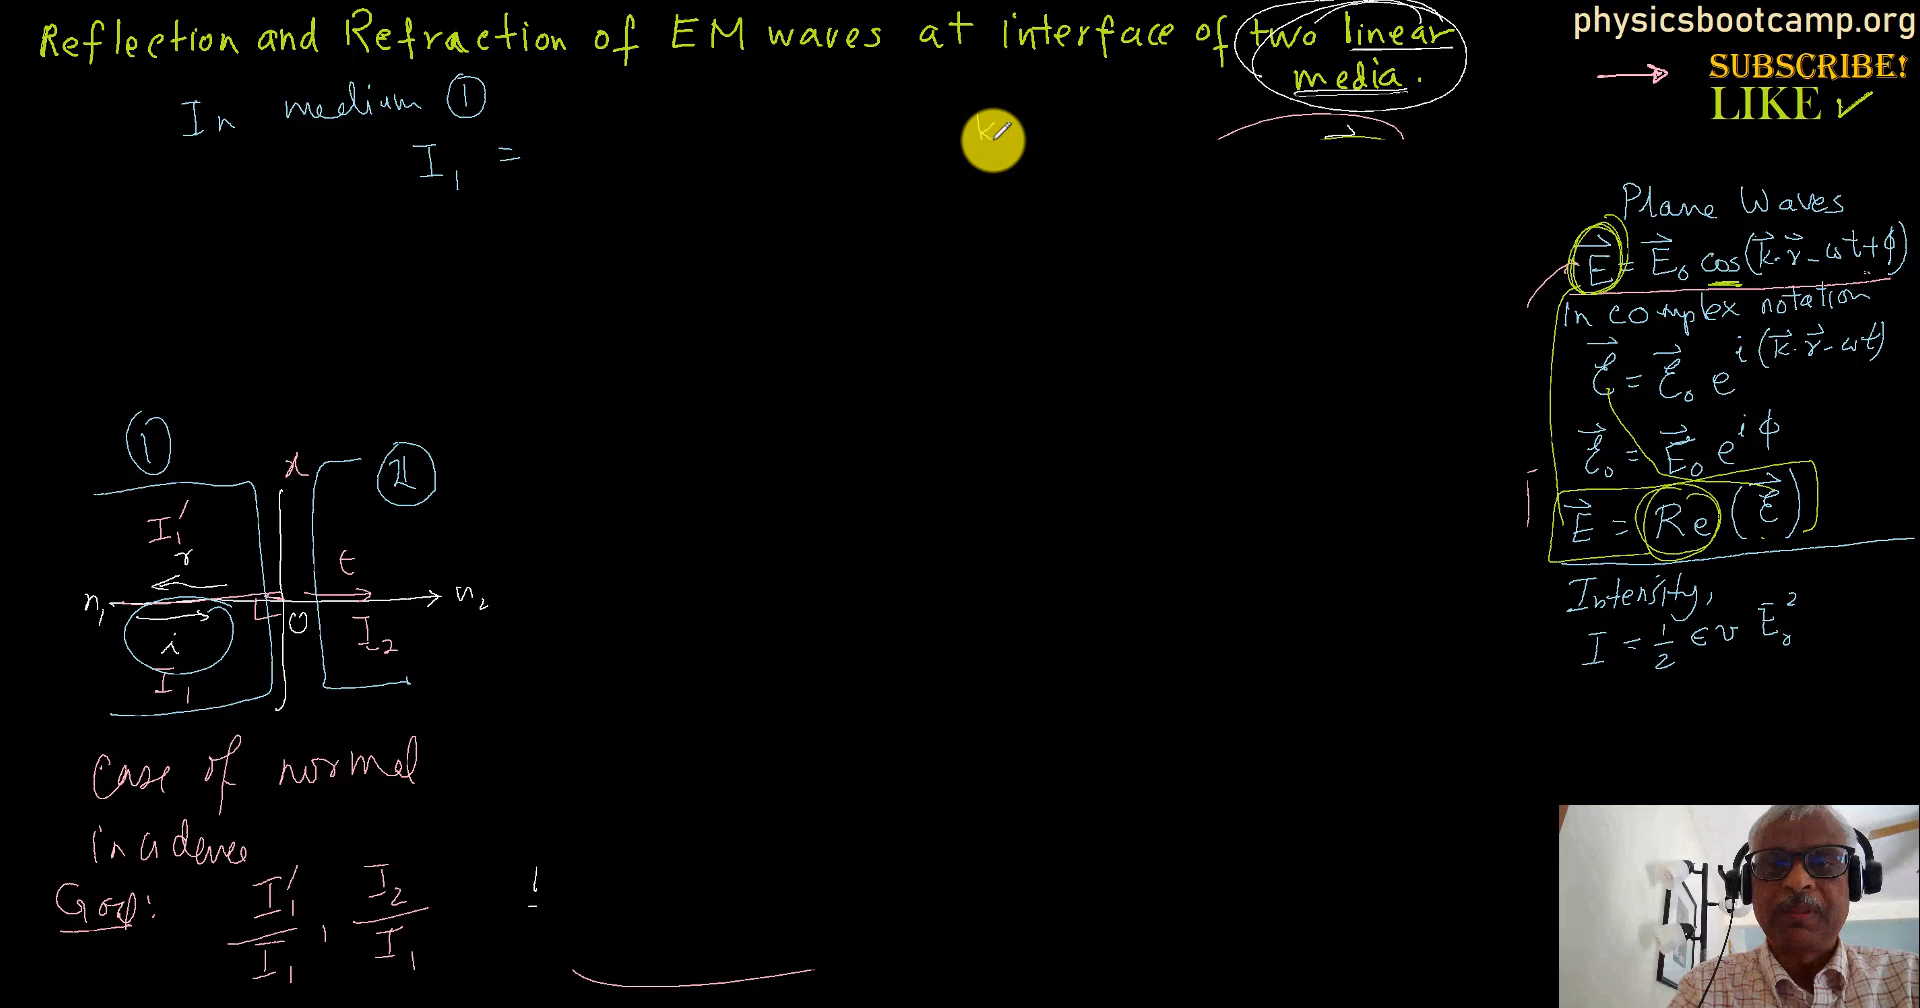 Reflection and Refraction of EM waves at interface of two linear
media.
physicsbootcamp.org
SUBSCRIBE!
LIKE ✓
In medium ①
I₁ =
k
Plane Waves
E⃗ = E⃗₀ cos(k⃗·r⃗-ωt+φ)
In complex notation
ℰ⃗ = ℰ⃗₀ e^{i(k⃗·r⃗-ωt)}
ℰ⃗₀ = E⃗₀ e^{iφ}
E⃗ = Re(ℰ⃗)
Intensity,
I = 1/2 ϵ v E₀²
①
x
2
I₁′
r
t
n₁
n₂
O
i
I₂
I₁
Case of normal
incidence
Goal: I₁′/I₁, I₂/I₁